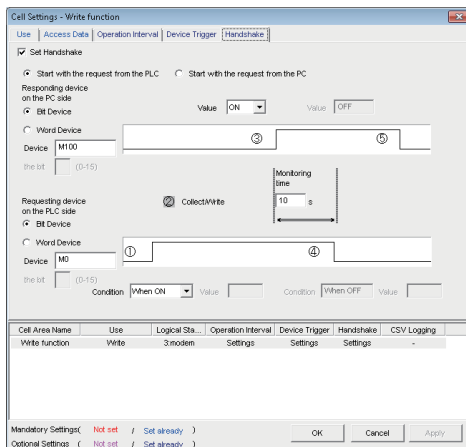 Cell Settings - Write function
Use Access Data Operation Interval Device Trigger Handshake
Set Handshake
Start with the request from the PLC Start with the request from the PC
Responding device
on the PC side
Value ON Value OFF
Bit Device
Word Device
Device M100
③ ⑤
the bit (0-15)
Monitoring
time
10 s
Requesting device
on the PLC side
② Collect/Write
Bit Device
Word Device
Device M0
① ④
the bit (0-15)
Condition When ON Value Condition When OFF Value
Cell Area Name Use Logical Sta... Operation Interval Device Trigger Handshake CSV Logging
Write function Write 3:modem Settings Settings Settings -
Mandatory Settings( Not set / Set already )
Optional Settings ( Not set / Set already )
OK Cancel Apply